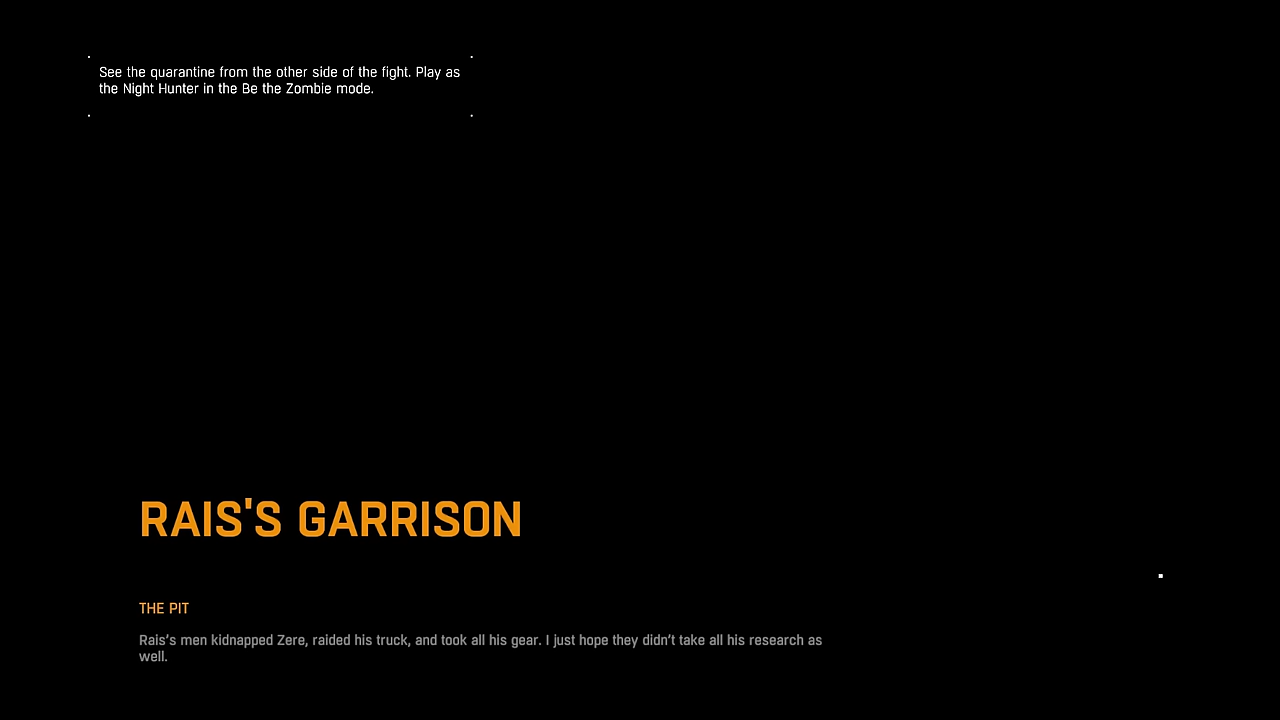 See the quarantine from the other side of the fight. Play as
the Night Hunter in the Be the Zombie mode.
RAIS'S GARRISON
THE PIT
Rais’s men kidnapped Zere, raided his truck, and took all his gear. I just hope they didn’t take all his research as
well.